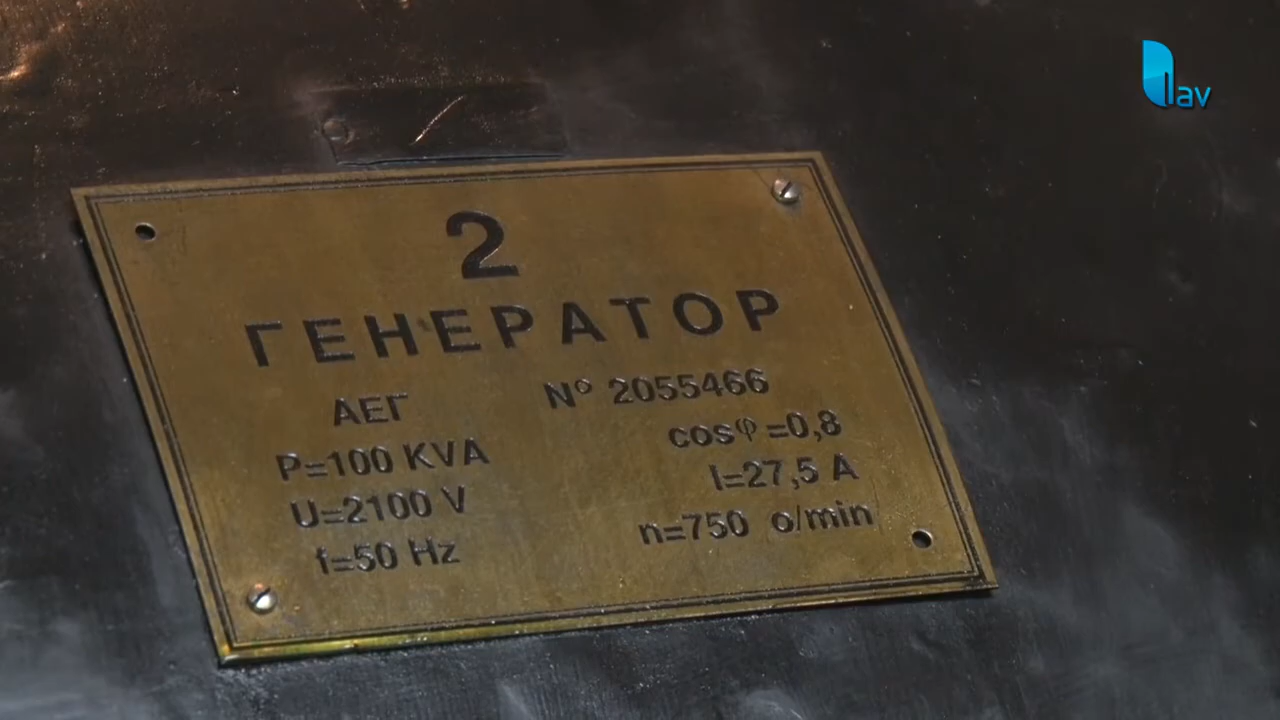 lav
2
ГЕНЕРАТОР
АЕГ Nº 2055466
P=100 KVA cosφ=0,8
U=2100 V I=27,5 A
f=50 Hz n=750 o/min